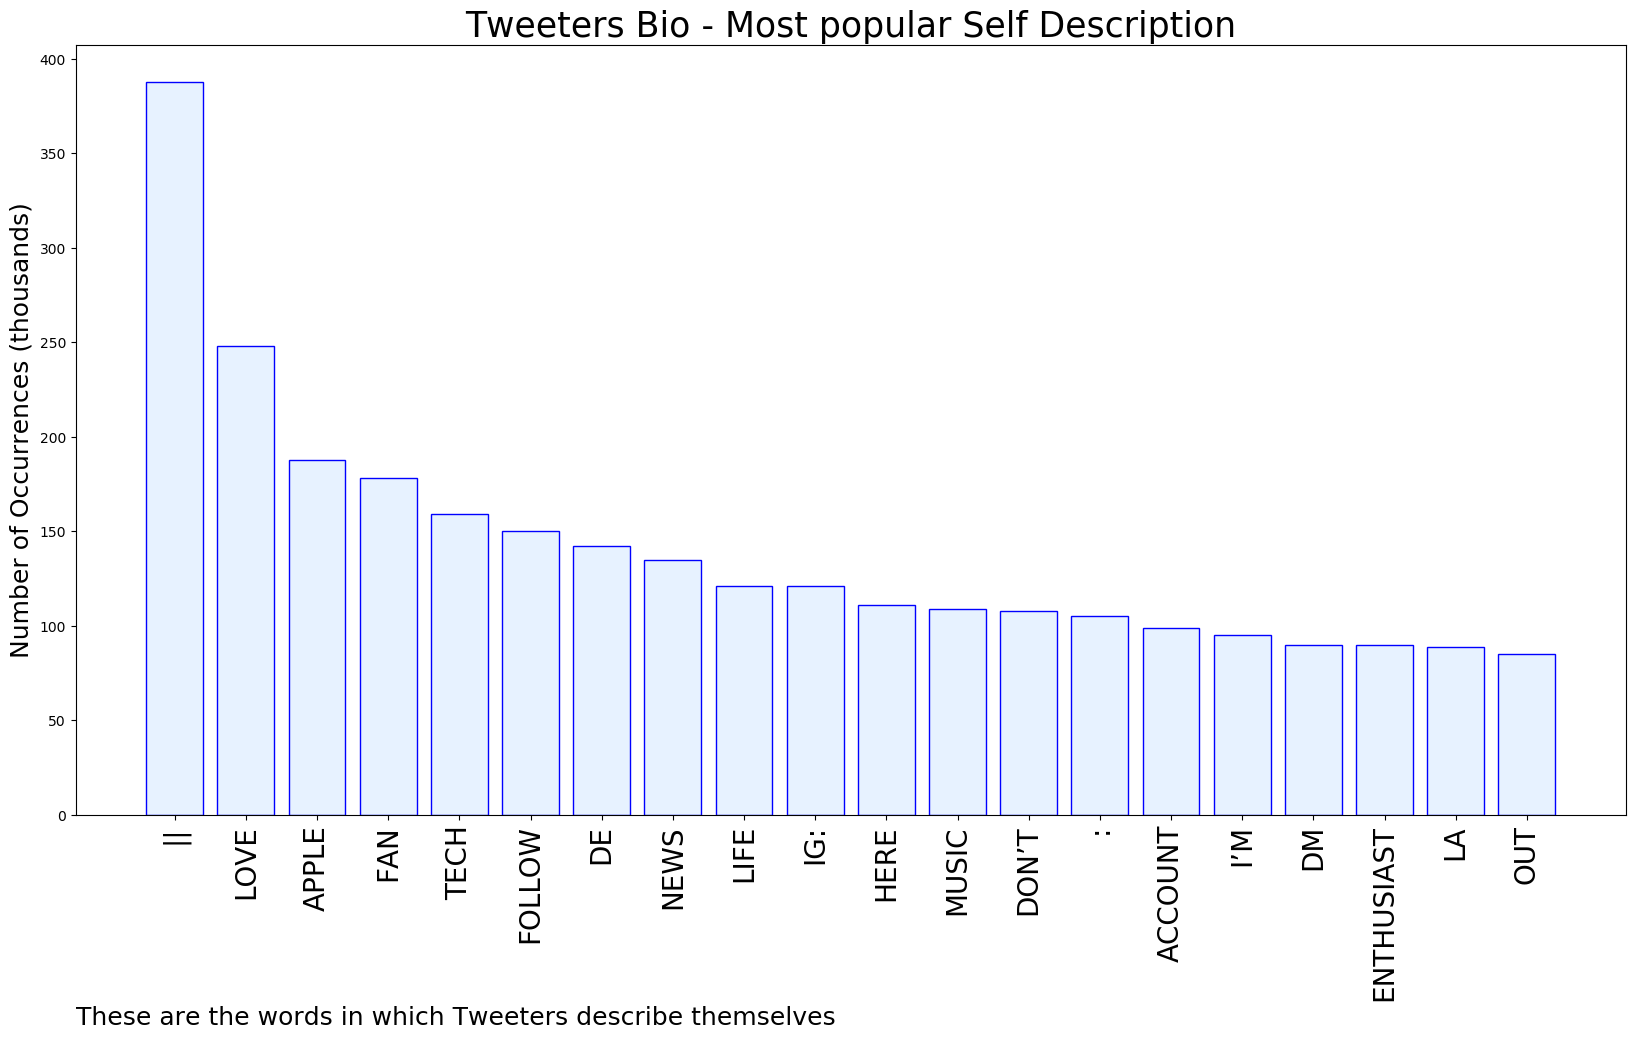 Tweeters Bio - Most popular Self Description
Number of Occurrences (thousands)
400
350
300
250
200
150
100
50
0
||
LOVE
APPLE
FAN
TECH
FOLLOW
DE
NEWS
LIFE
IG:
HERE
MUSIC
DON’T
:
ACCOUNT
I’M
DM
ENTHUSIAST
LA
OUT
These are the words in which Tweeters describe themselves